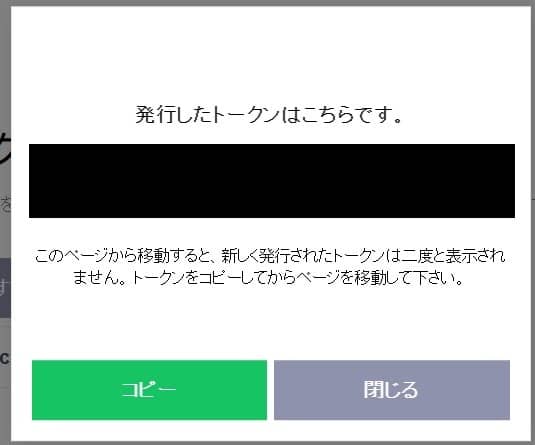 発行したトークンはこちらです。
このページから移動すると、新しく発行されたトークンは二度と表示され
ません。トークンをコピーしてからページを移動して下さい。
コピー
閉じる